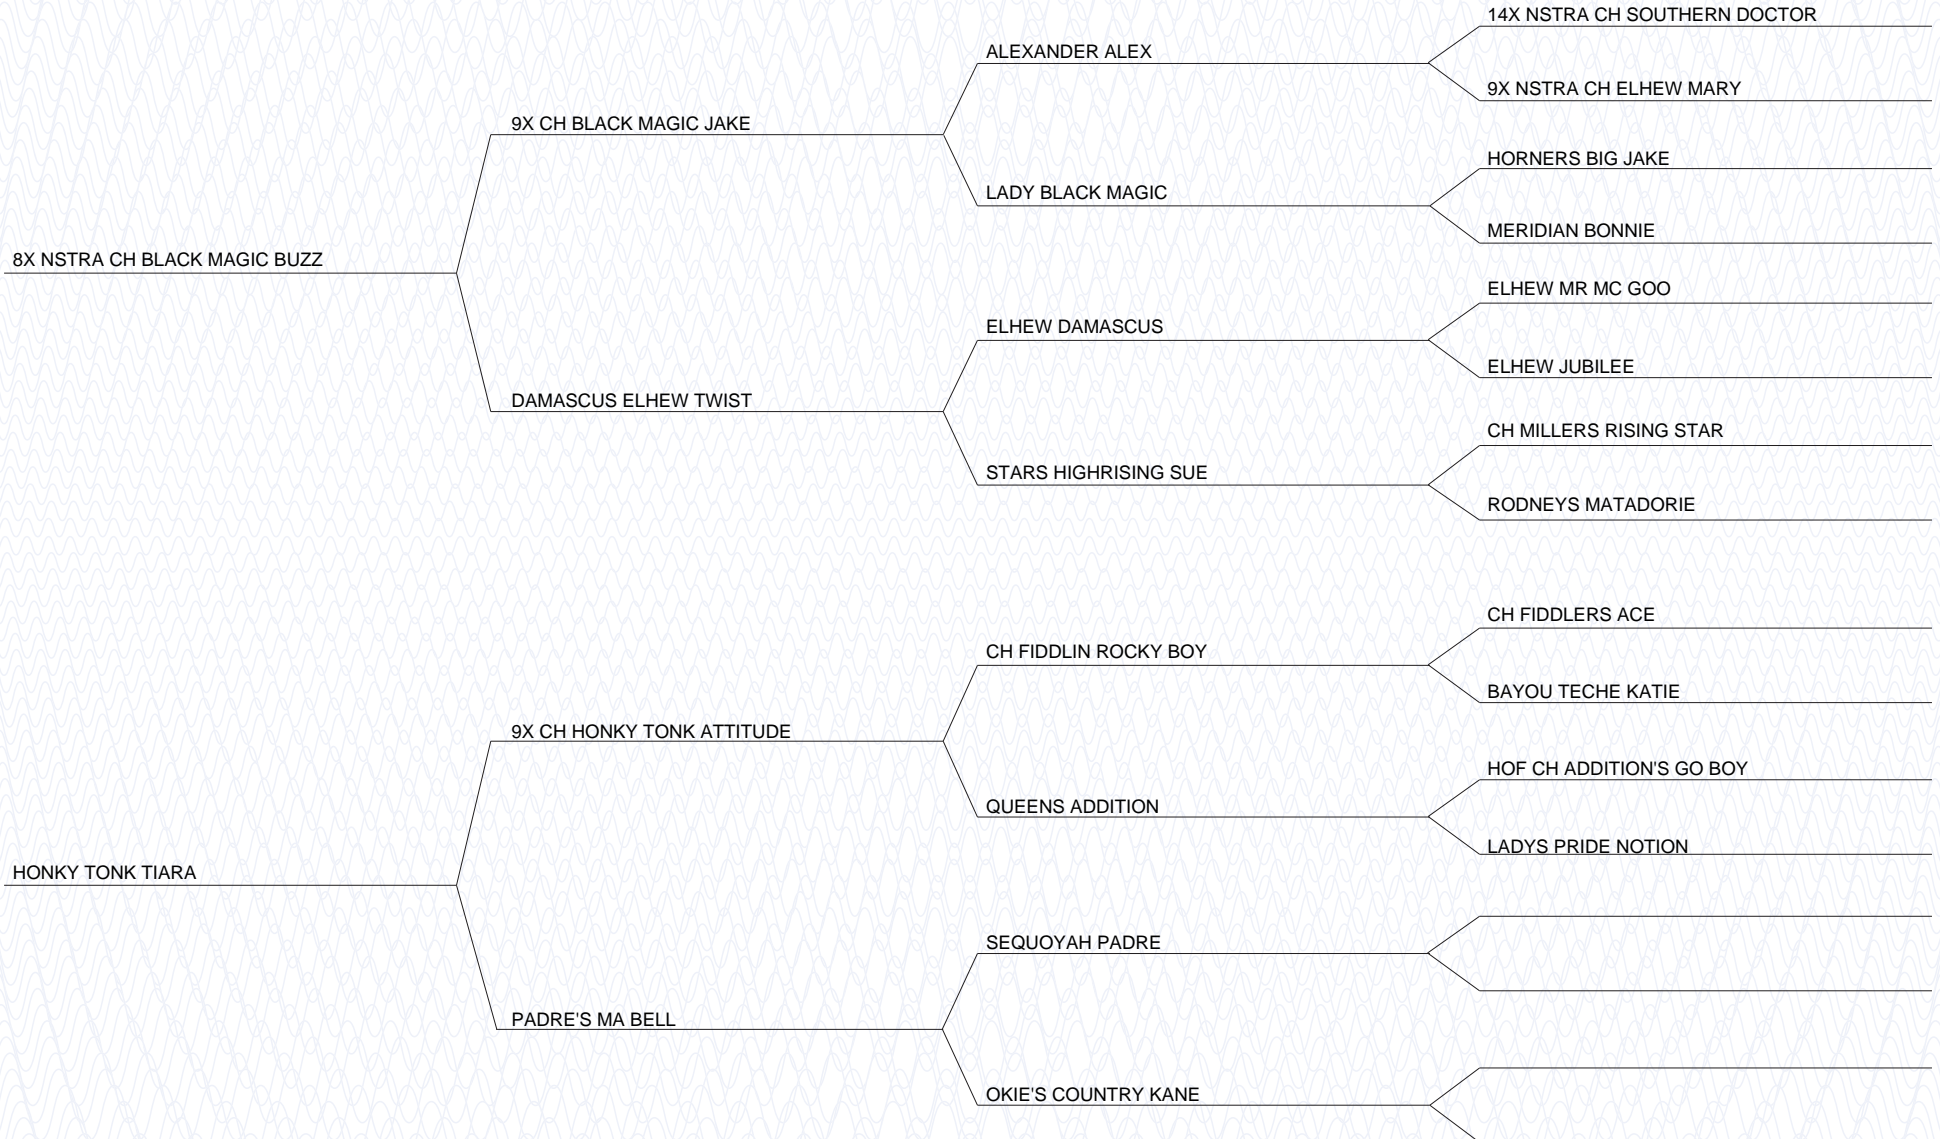 14X NSTRA CH SOUTHERN DOCTOR
ALEXANDER ALEX
9X NSTRA CH ELHEW MARY
9X CH BLACK MAGIC JAKE
HORNERS BIG JAKE
LADY BLACK MAGIC
MERIDIAN BONNIE
8X NSTRA CH BLACK MAGIC BUZZ
ELHEW MR MC GOO
ELHEW DAMASCUS
ELHEW JUBILEE
DAMASCUS ELHEW TWIST
CH MILLERS RISING STAR
STARS HIGHRISING SUE
RODNEYS MATADORIE
CH FIDDLERS ACE
CH FIDDLIN ROCKY BOY
BAYOU TECHE KATIE
9X CH HONKY TONK ATTITUDE
HOF CH ADDITION'S GO BOY
QUEENS ADDITION
LADYS PRIDE NOTION
HONKY TONK TIARA
SEQUOYAH PADRE
PADRE'S MA BELL
OKIE'S COUNTRY KANE